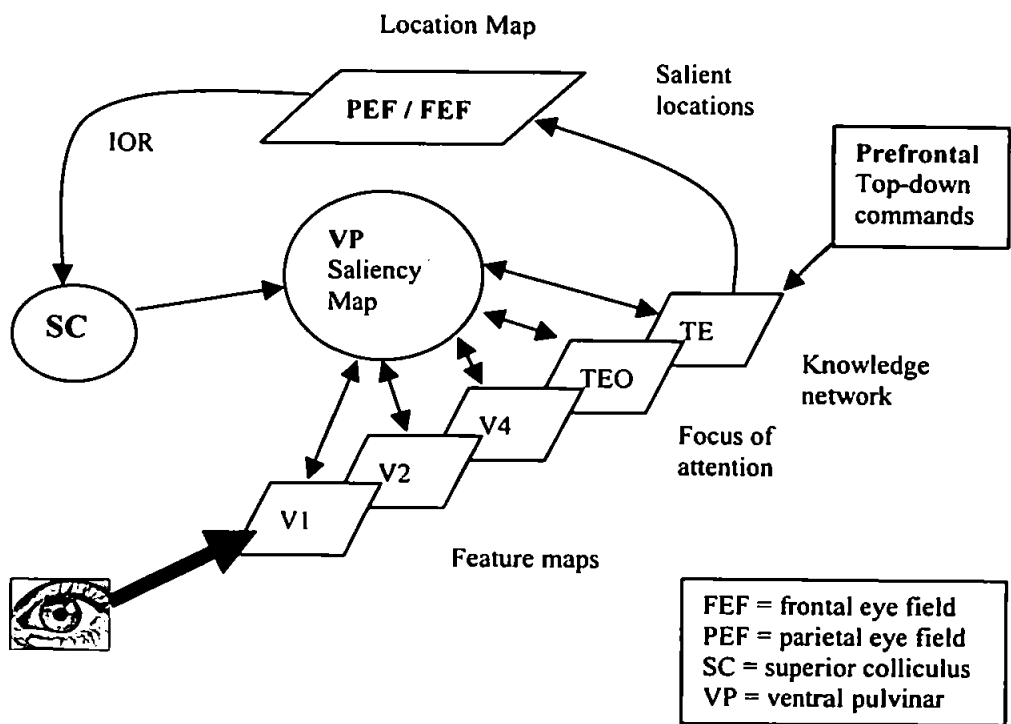 Location Map
PEF / FEF
Salient
locations
IOR
Prefrontal
Top-down
commands
VP
Saliency
Map
SC
TE
TEO
Knowledge
network
V4
Focus of
attention
V2
V1
Feature maps
FEF = frontal eye field
PEF = parietal eye field
SC = superior colliculus
VP = ventral pulvinar